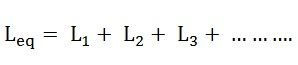 L_eq = L_1 + L_2 + L_3 + … … ….